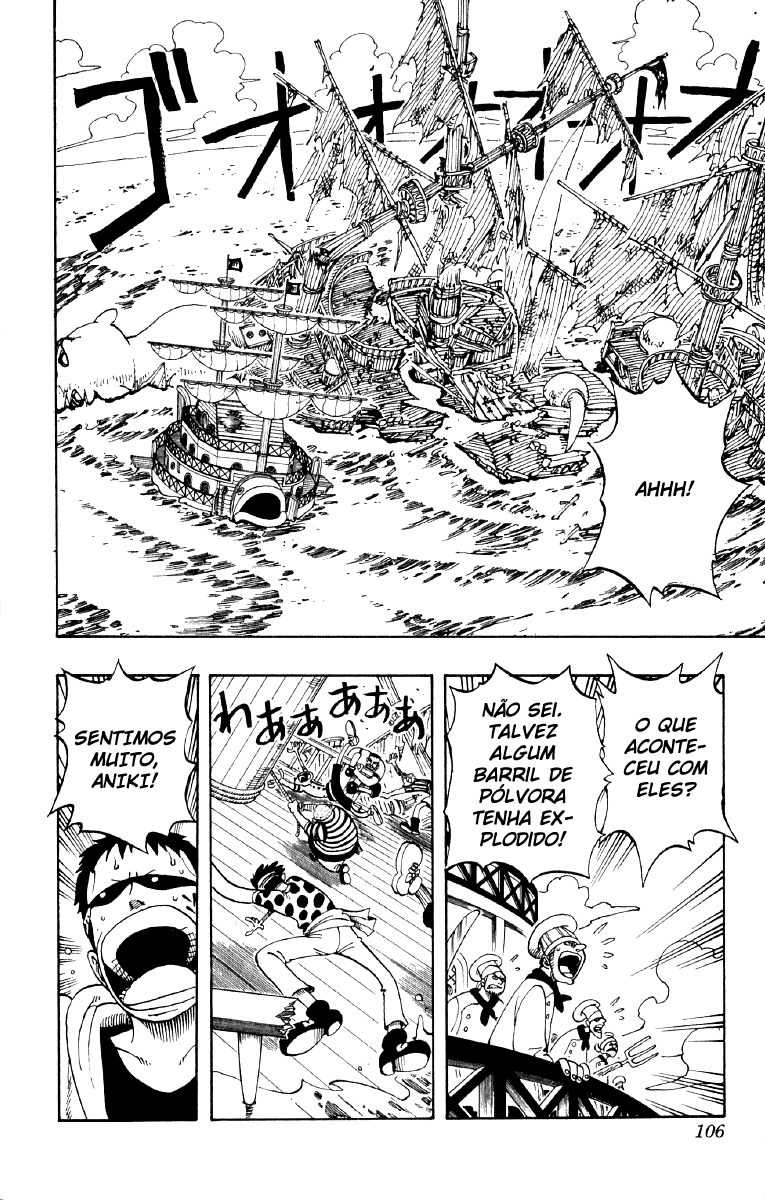 ゴオオオオオオ
AHHH!
O QUE
ACONTE-
CEU COM
ELES?
NÃO SEI.
TALVEZ
ALGUM
BARRIL DE
PÓLVORA
TENHA EX-
PLODIDO!
わああああ
SENTIMOS
MUITO,
ANIKI!
106